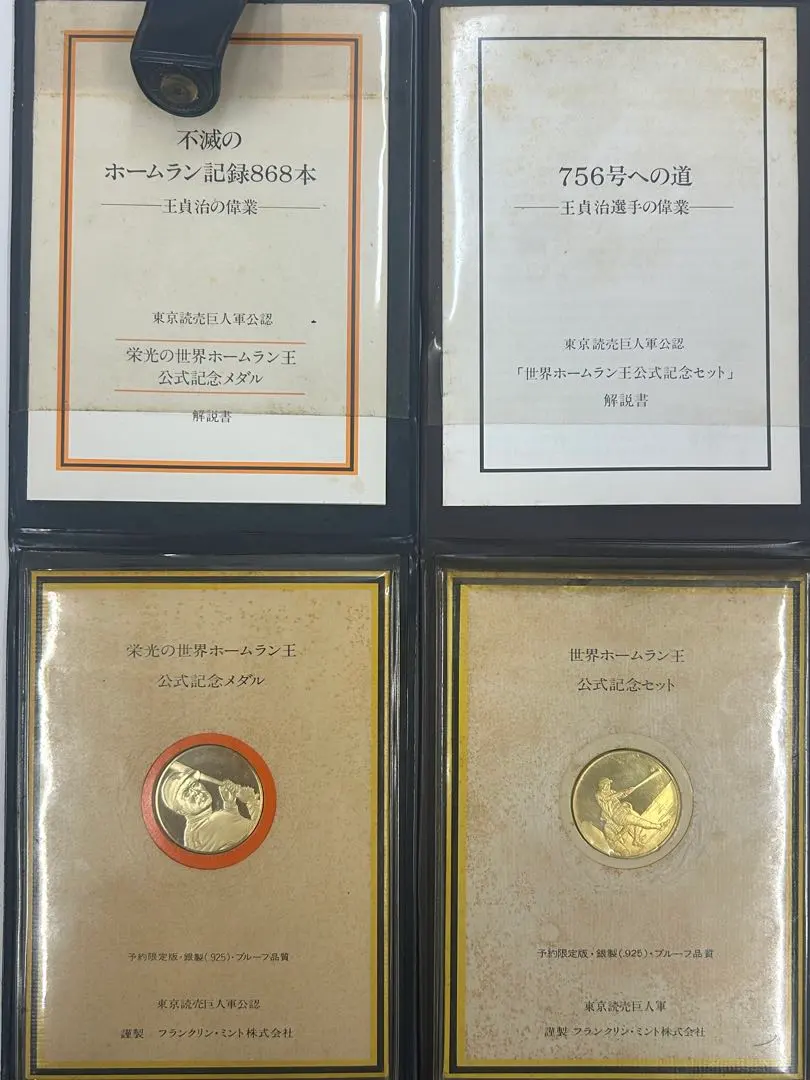 不滅の
ホームラン記録868本
王貞治の偉業
東京読売巨人軍公認
栄光の世界ホームラン王
公式記念メダル
解説書
756号への道
王貞治選手の偉業
東京読売巨人軍公認
「世界ホームラン王公式記念セット」
解説書
栄光の世界ホームラン王
公式記念メダル
予約限定版・銀製(.925)・プルーフ品質
東京読売巨人軍公認
謹製 フランクリン・ミント株式会社
世界ホームラン王
公式記念セット
予約限定版・銀製(.925)・プルーフ品質
東京読売巨人軍
謹製 フランクリン・ミント株式会社